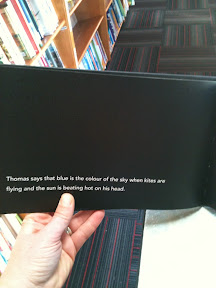 Thomas says that blue is the colour of the sky when kites are
flying and the sun is beating hot on his head.